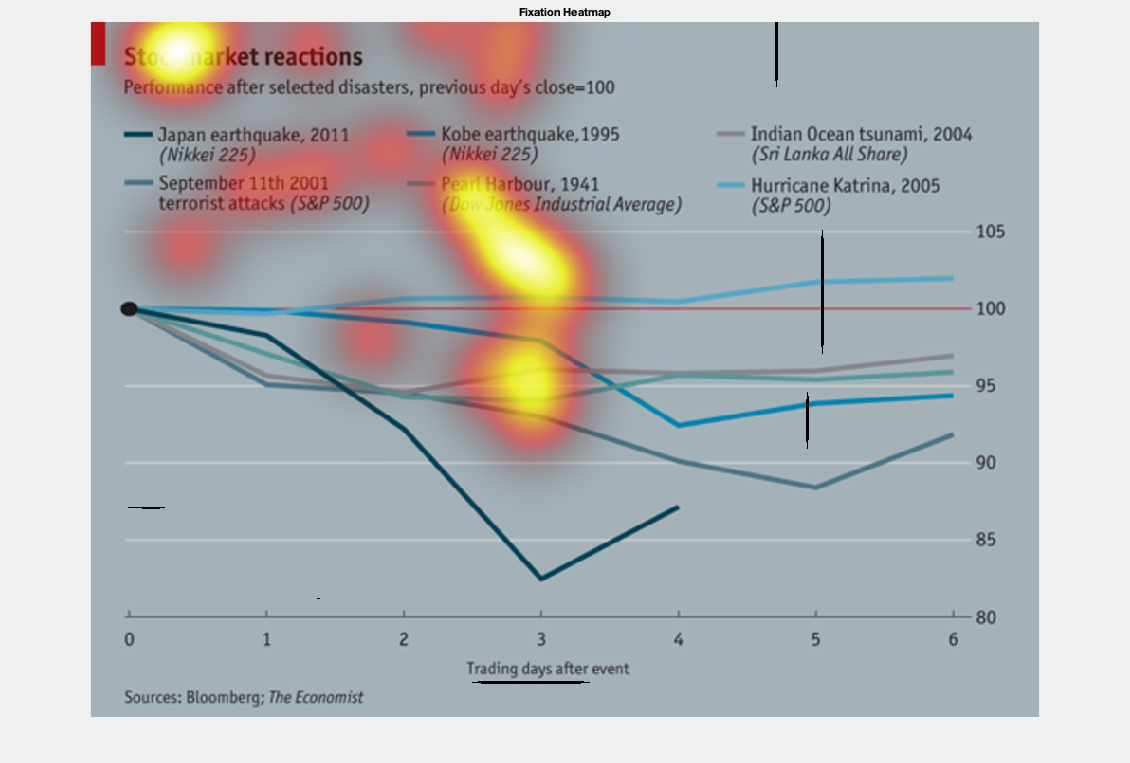 Fixation Heatmap
Stock market reactions
Performance after selected disasters, previous day's close=100
Japan earthquake, 2011
(Nikkei 225)
Kobe earthquake,1995
(Nikkei 225)
Indian Ocean tsunami, 2004
(Sri Lanka All Share)
September 11th 2001
terrorist attacks (S&P 500)
Pearl Harbour, 1941
(Dow Jones Industrial Average)
Hurricane Katrina, 2005
(S&P 500)
105
100
95
90
85
80
0 1 2 3 4 5 6
Trading days after event
Sources: Bloomberg; The Economist